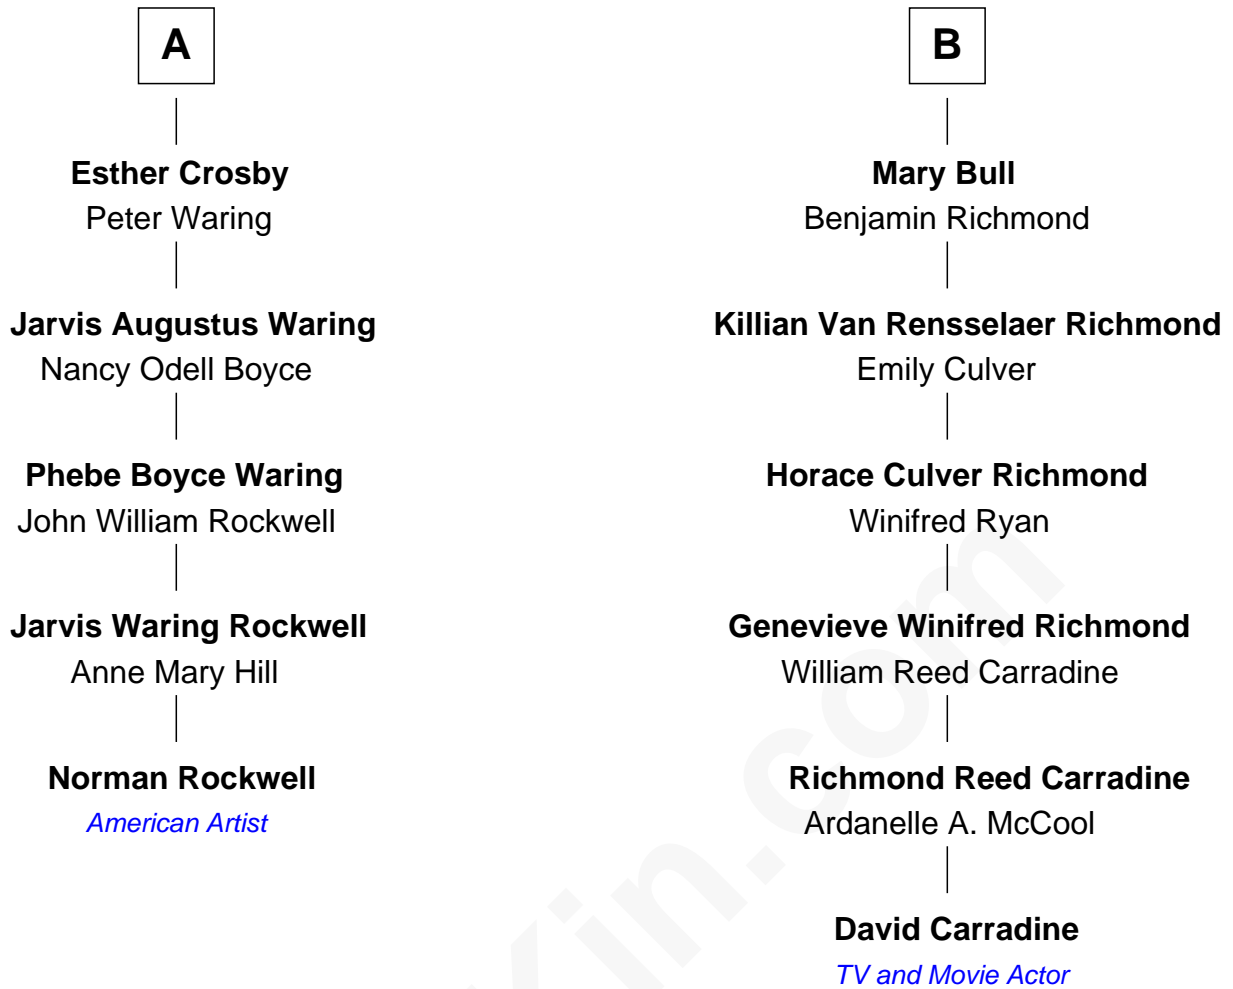 A
Esther Crosby
Peter Waring
Jarvis Augustus Waring
Nancy Odell Boyce
Phebe Boyce Waring
John William Rockwell
Jarvis Waring Rockwell
Anne Mary Hill
Norman Rockwell
American Artist
B
Mary Bull
Benjamin Richmond
Killian Van Rensselaer Richmond
Emily Culver
Horace Culver Richmond
Winifred Ryan
Genevieve Winifred Richmond
William Reed Carradine
Richmond Reed Carradine
Ardanelle A. McCool
David Carradine
TV and Movie Actor
Kin.com